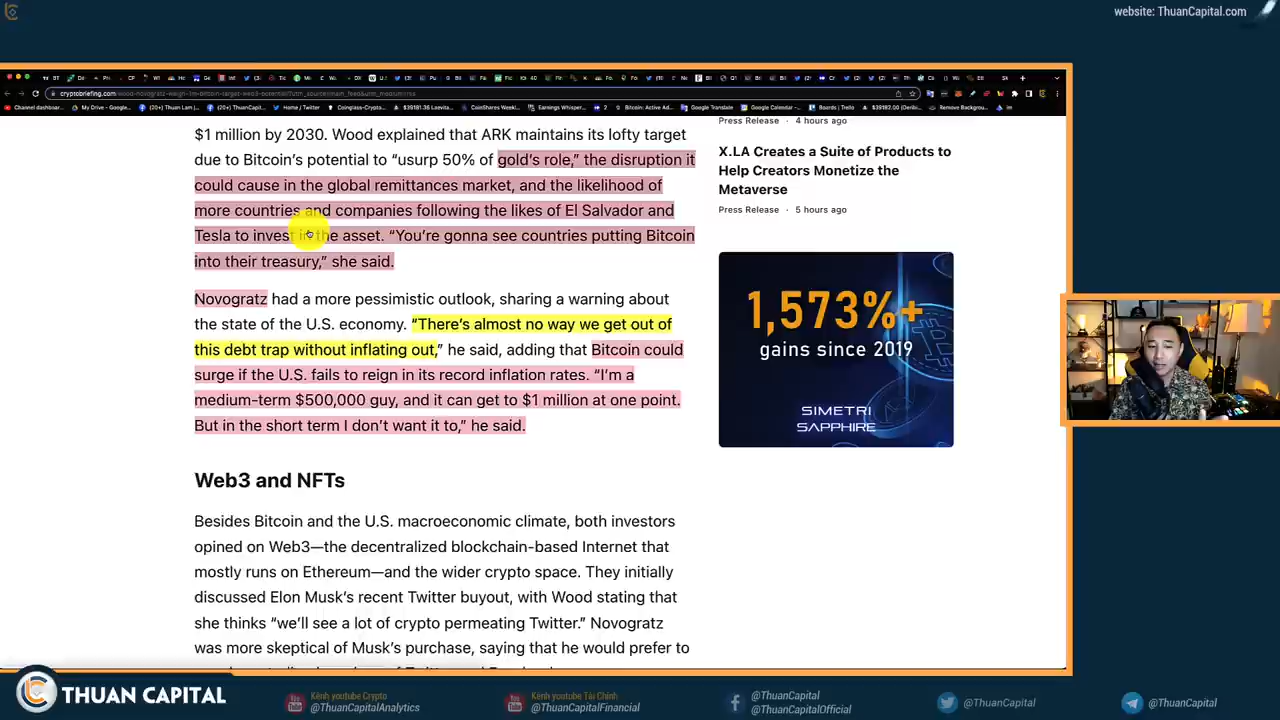 website: ThuanCapital.com
$1 million by 2030. Wood explained that ARK maintains its lofty target
due to Bitcoin's potential to “usurp 50% of gold's role,” the disruption it
could cause in the global remittances market, and the likelihood of
more countries and companies following the likes of El Salvador and
Tesla to invest in the asset. “You're gonna see countries putting Bitcoin
into their treasury,” she said.
Novogratz had a more pessimistic outlook, sharing a warning about
the state of the U.S. economy. “There's almost no way we get out of
this debt trap without inflating out,” he said, adding that Bitcoin could
surge if the U.S. fails to reign in its record inflation rates. “I'm a
medium-term $500,000 guy, and it can get to $1 million at one point.
But in the short term I don't want it to,” he said.
Web3 and NFTs
Besides Bitcoin and the U.S. macroeconomic climate, both investors
opined on Web3—the decentralized blockchain-based Internet that
mostly runs on Ethereum—and the wider crypto space. They initially
discussed Elon Musk's recent Twitter buyout, with Wood stating that
she thinks “we'll see a lot of crypto permeating Twitter.” Novogratz
was more skeptical of Musk's purchase, saying that he would prefer to
Press Release · 4 hours ago
X.LA Creates a Suite of Products to
Help Creators Monetize the
Metaverse
Press Release · 5 hours ago
1,573%+
gains since 2019
SIMETRI
SAPPHIRE
THUAN CAPITAL
Kênh youtube Crypto
@ThuanCapitalAnalytics
Kênh youtube Tài Chính
@ThuanCapitalFinancial
@ThuanCapital
@ThuanCapitalOfficial
@ThuanCapital
@ThuanCapital